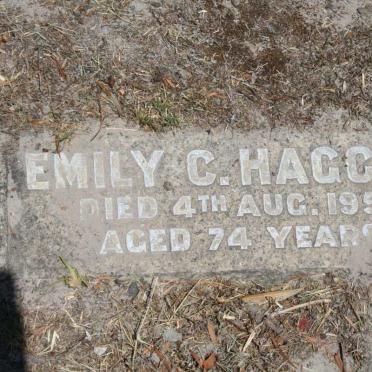 EMILY C. HAGG
DIED 4TH AUG. 19
AGED 74 YEARS